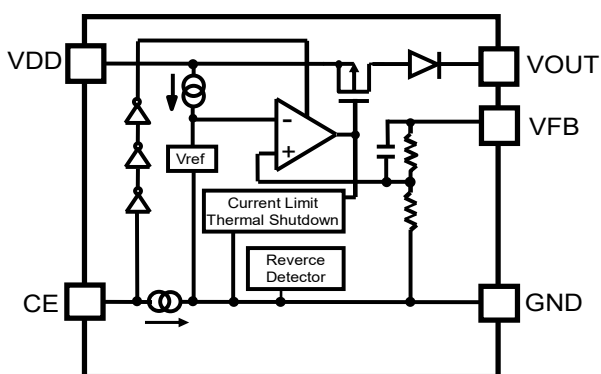 VDD
VOUT
VFB
-
+
Vref
Current Limit
Thermal Shutdown
Reverce
Detector
CE
GND